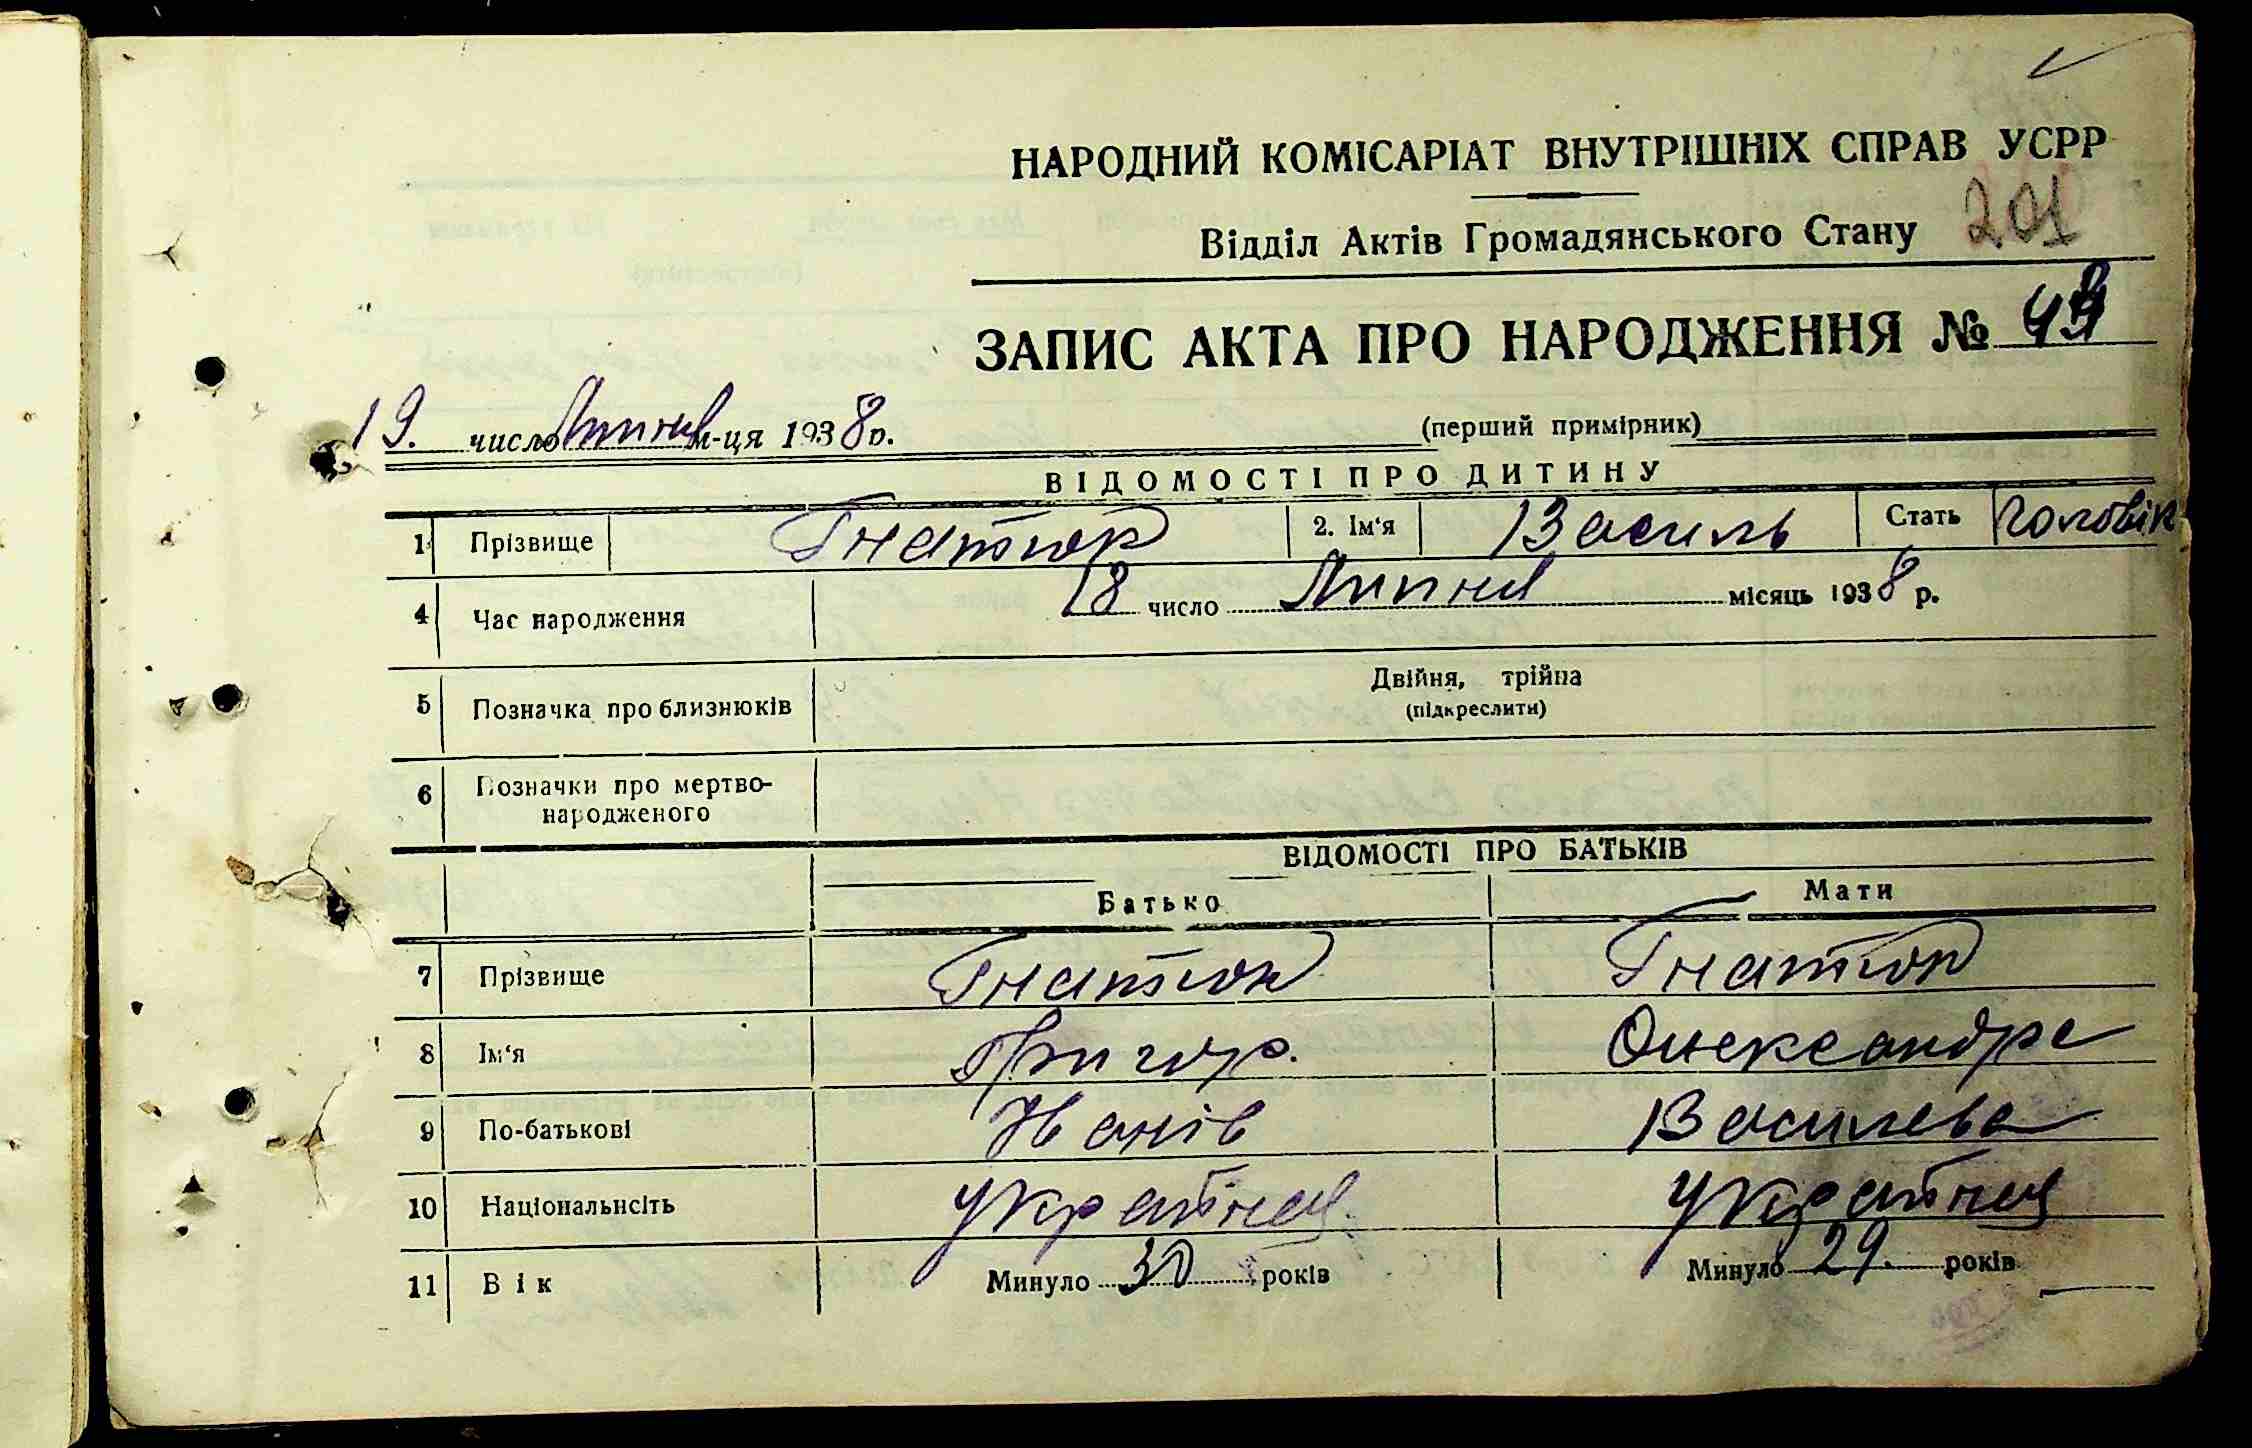 НАРОДНИЙ КОМІСАРІАТ ВНУТРІШНІХ СПРАВ УСРР
Відділ Актів Громадянського Стану 201
ЗАПИС АКТА ПРО НАРОДЖЕННЯ №
19. число Липня м-ця 1938 р. (перший примірник)
ВІДОМОСТІ ПРО ДИТИНУ
1 Прізвище Гнатюк 2. Ім‘я Василь Стать Чоловік
4 Час народження 18 число Липня місяць 1938 р.
5 Позначка про близнюків Двійня, трійна
(підкреслити)
6 Позначки про мертво-
народженого
ВІДОМОСТІ ПРО БАТЬКІВ
Батько Мати
7 Прізвище Гнатюк Гнатюк
8 Ім‘я Григор. Олександра
9 По-батькові Іванів Василева
10 Національнсіть Українец Українця
11 Вік Минуло 30 років Минуло 29. років